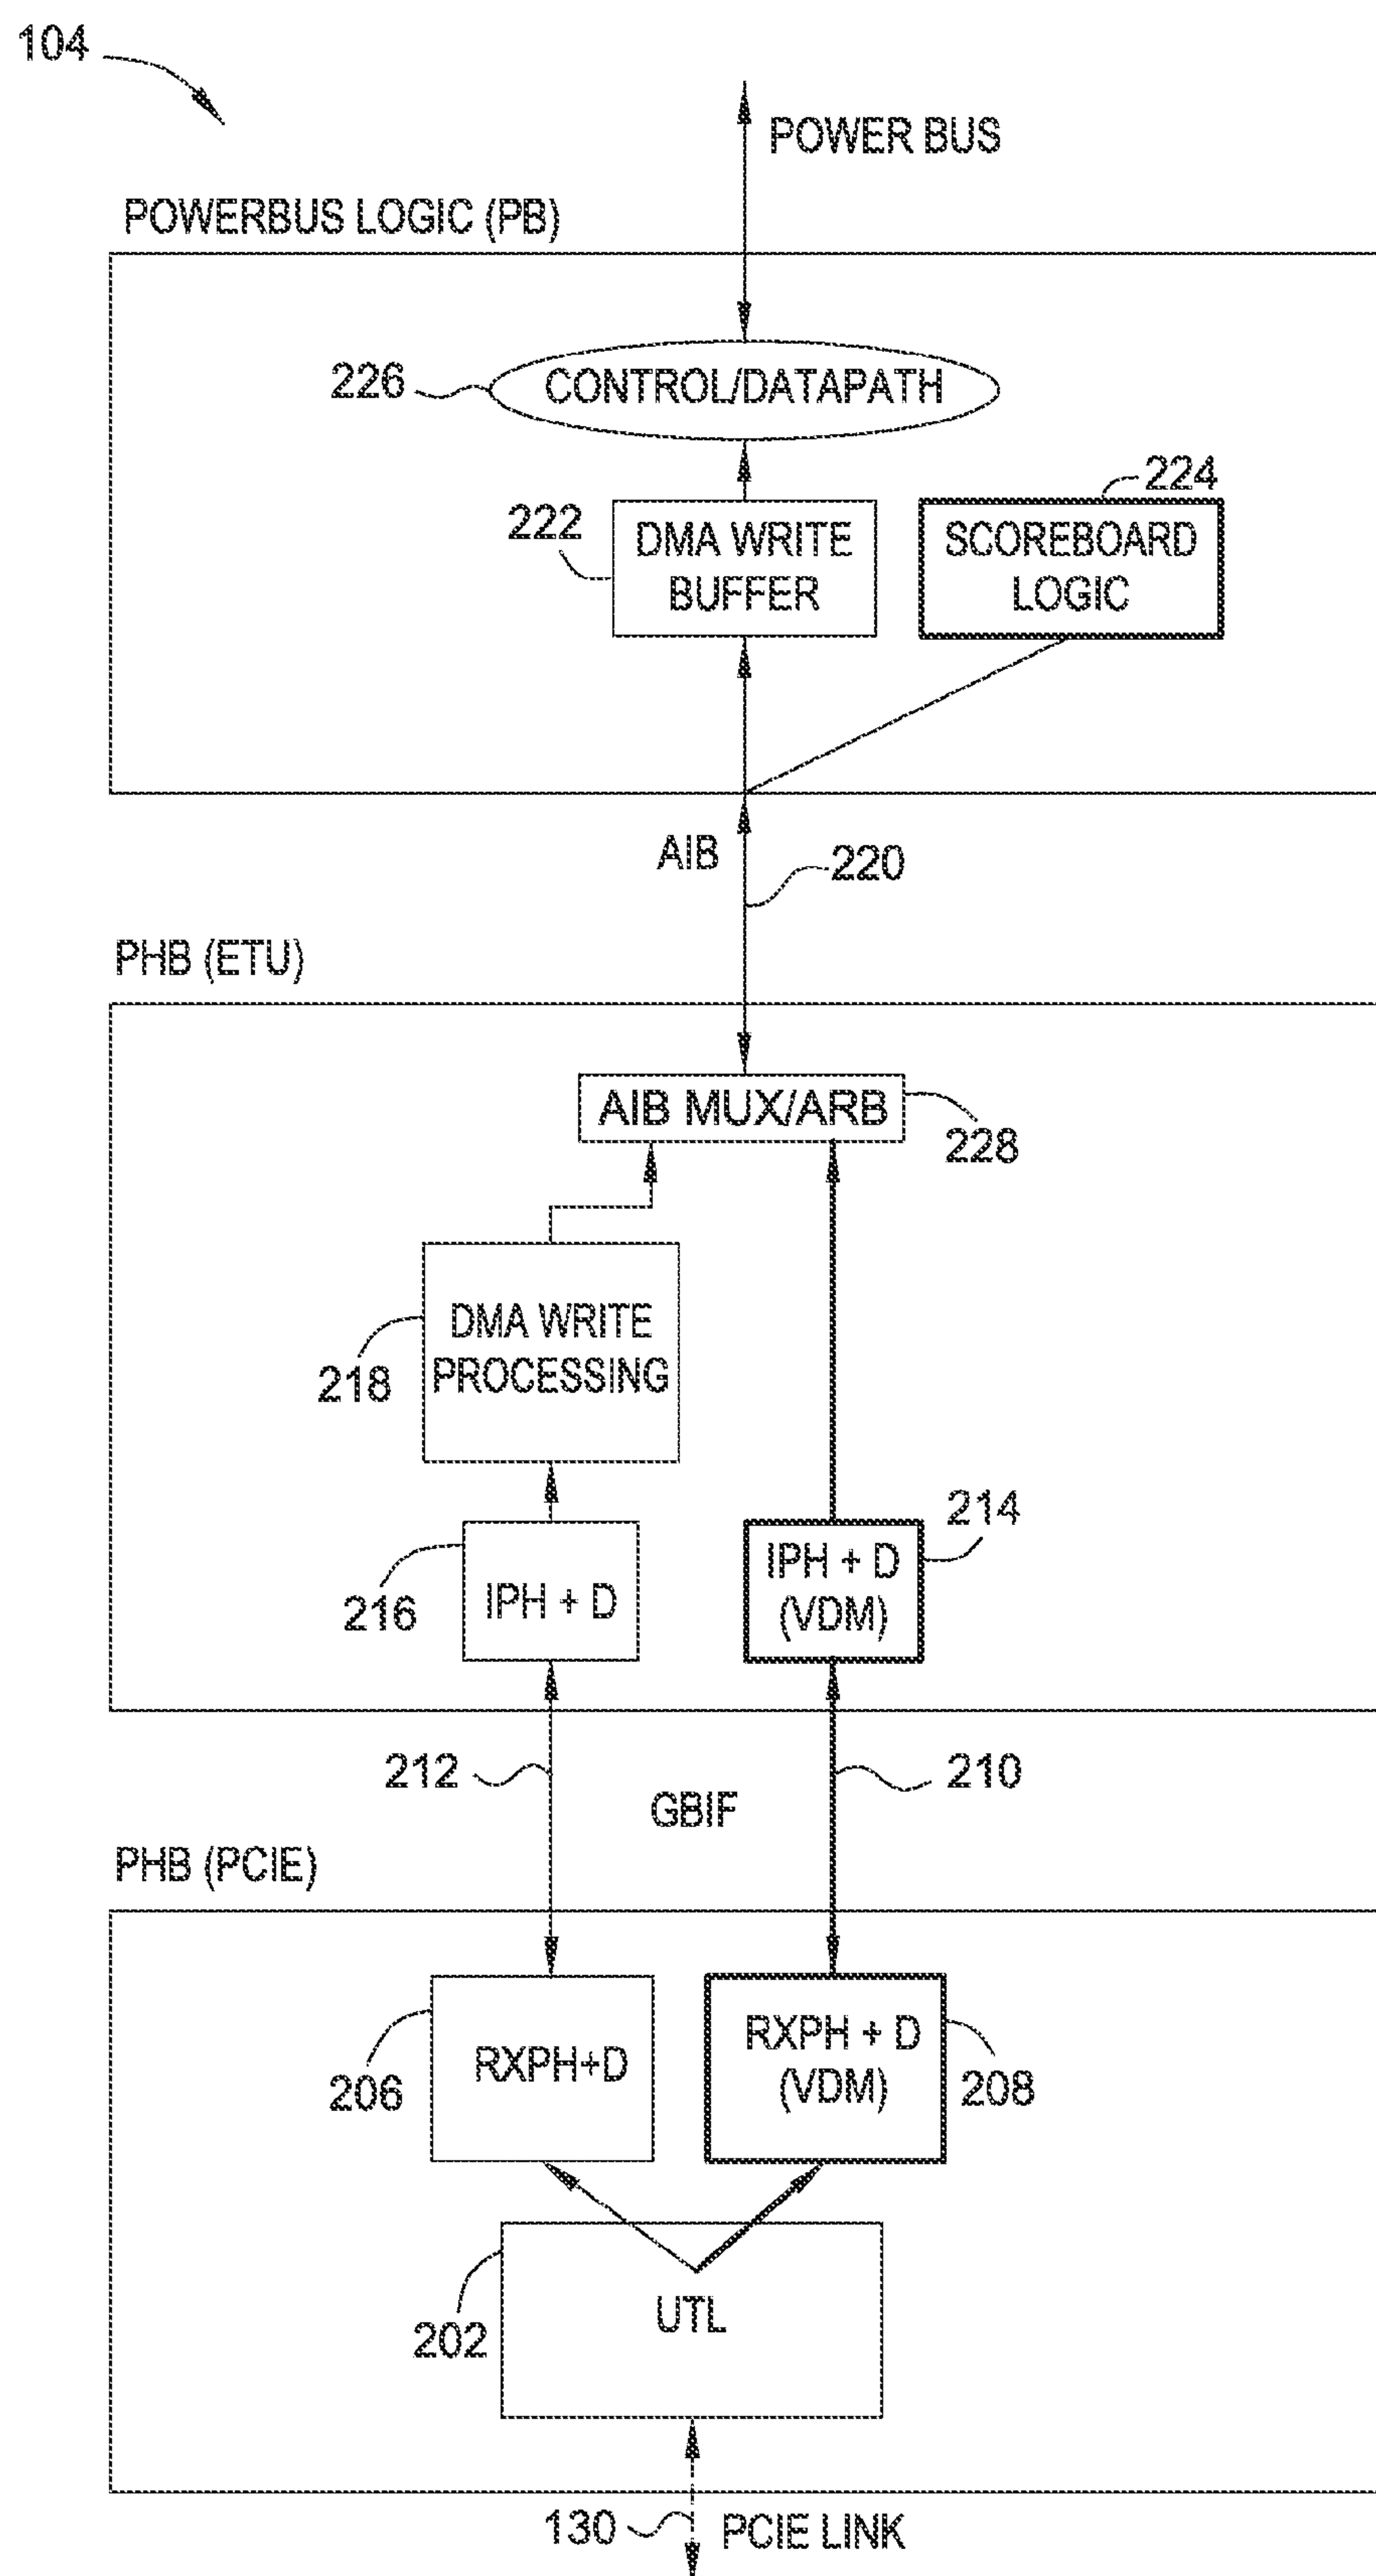 104
POWER BUS
POWERBUS LOGIC (PB)
226
CONTROL/DATAPATH
224
222
DMA WRITE
BUFFER
SCOREBOARD
LOGIC
AIB
220
PHB (ETU)
AIB MUX/ARB
228
DMA WRITE
PROCESSING
218
214
IPH + D
(VDM)
216
IPH + D
212
210
GBIF
PHB (PCIE)
RXPH+D
RXPH + D
(VDM)
206
208
UTL
202
130
PCIE LINK